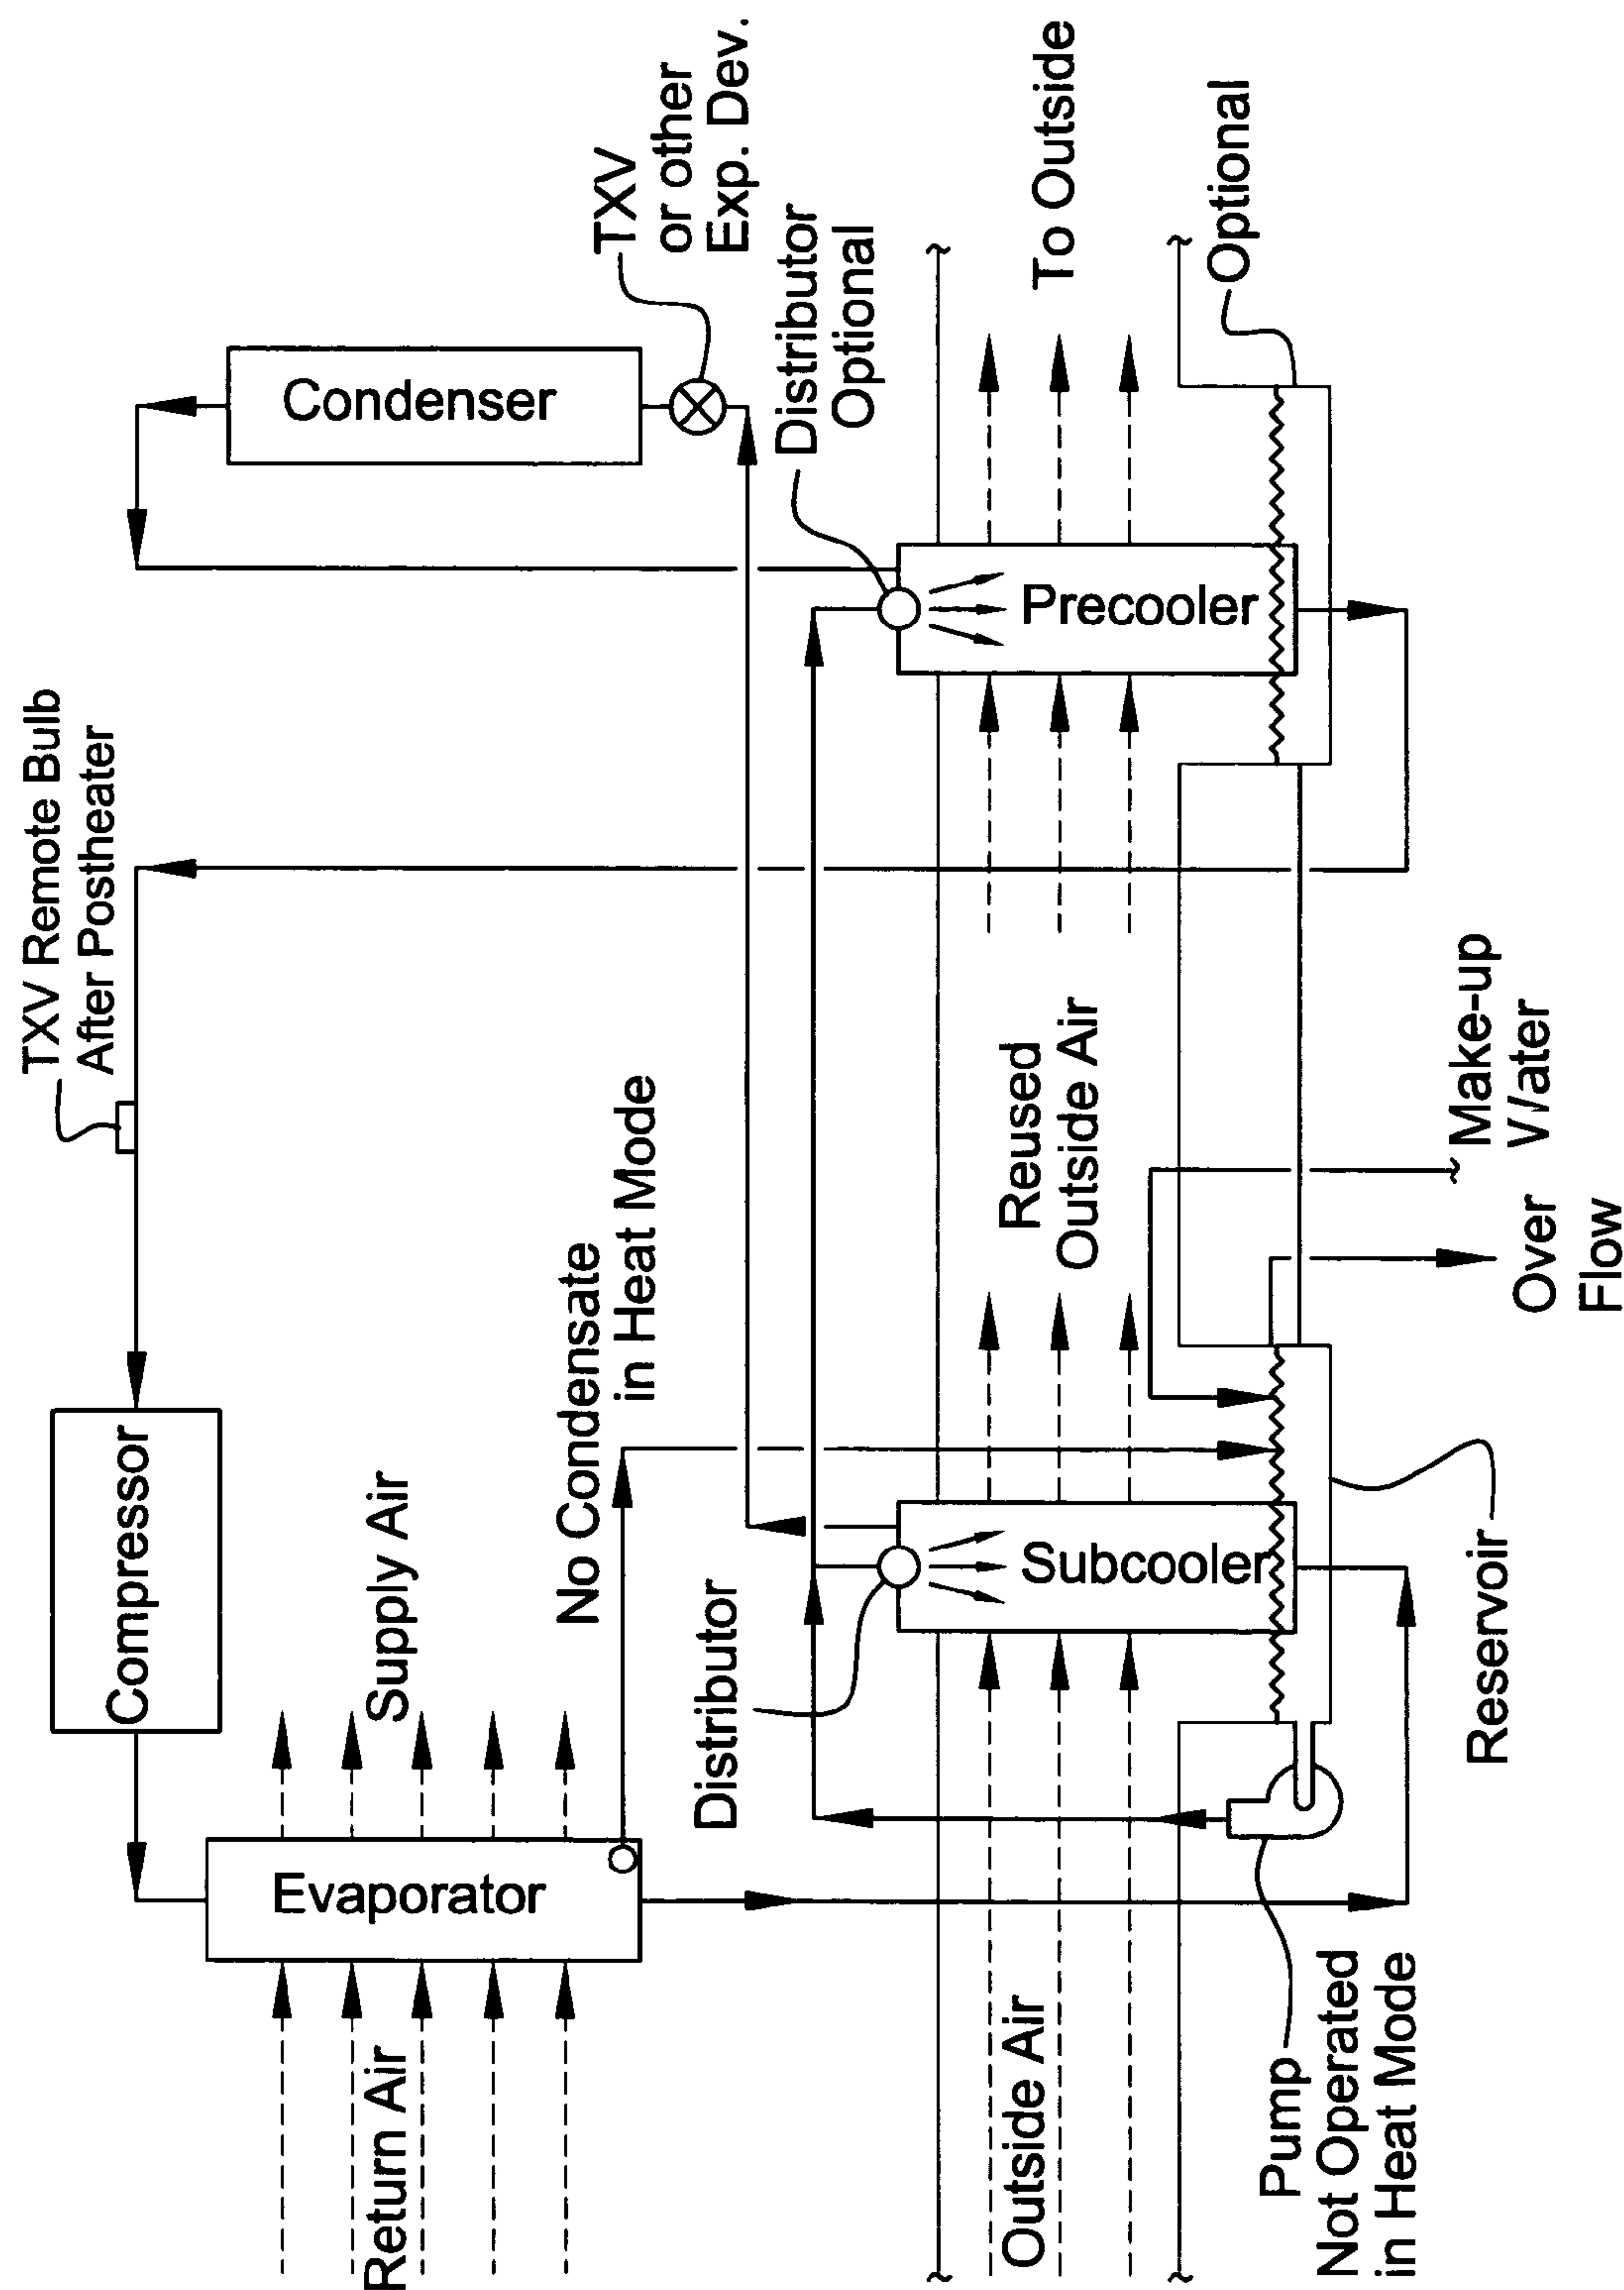 TXV Remote Bulb
After Postheater
Compressor
Condenser
TXV
or other
Exp. Dev.
Evaporator
Return Air
Supply Air
No Condensate
in Heat Mode
Distributor
Distributor
Optional
Outside Air
Subcooler
Reused
Outside Air
Precooler
To Outside
Optional
Pump
Not Operated
in Heat Mode
Reservoir
Over
Flow
Make-up
Water